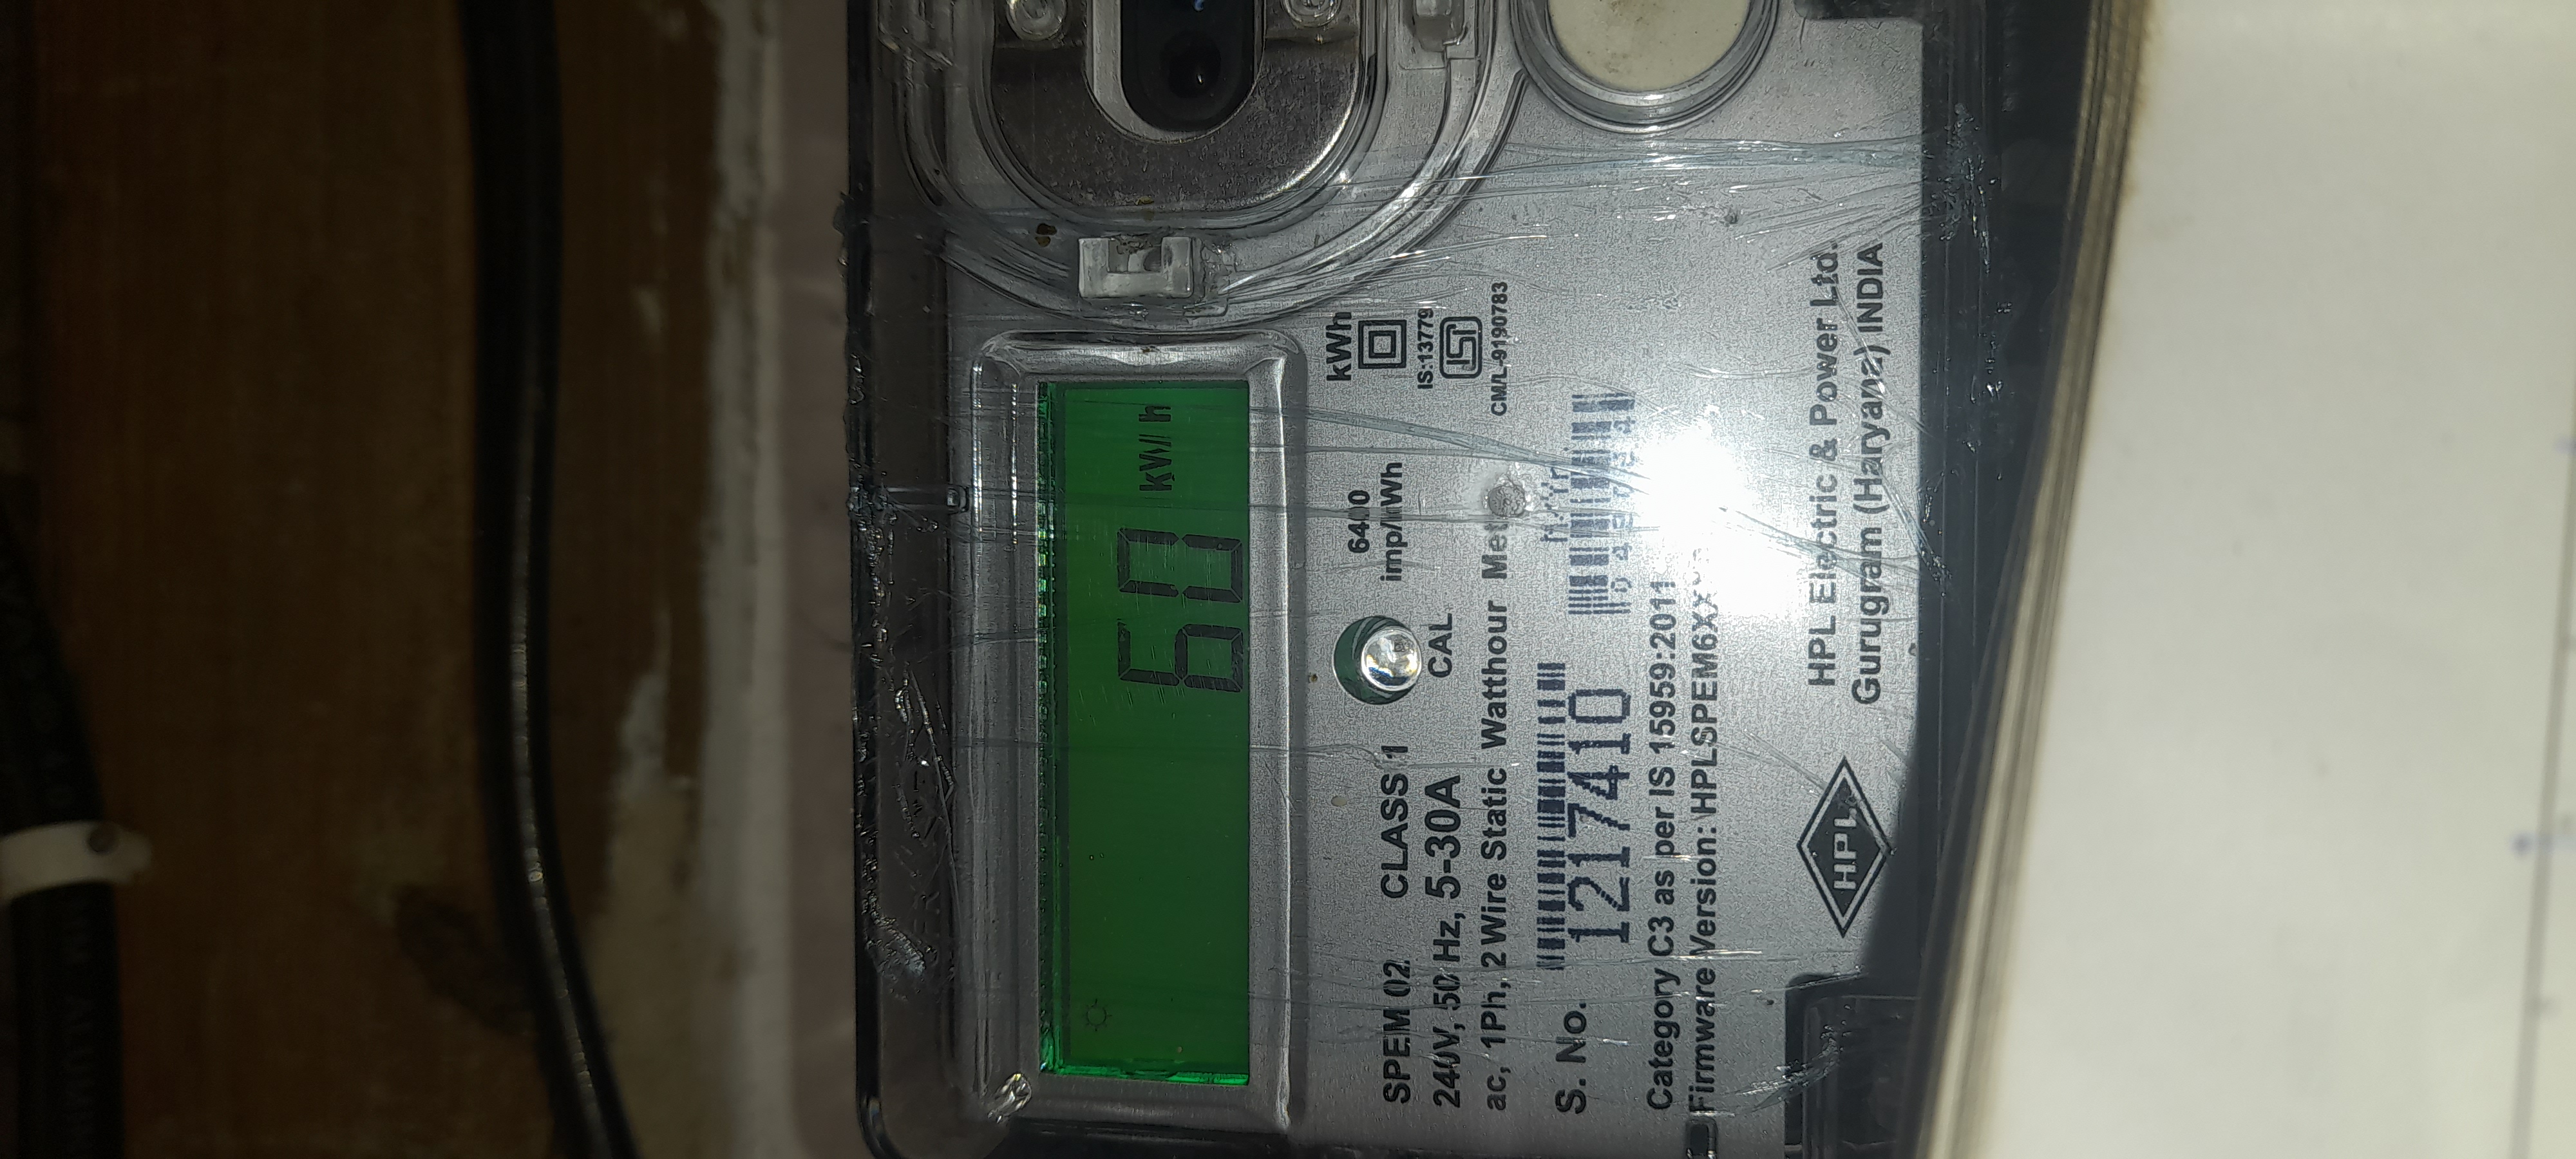 60 kWh
kWh
6400
imp/kWh
IS:13779
CM/L-9190783
CAL
SPEM 02 CLASS 1
240V, 50 Hz, 5-30A
ac, 1Ph, 2 Wire Static Watthour
S. No. 1217410
Category C3 as per IS 15959:2011
Firmware Version:
HPL
HPL Electric & Power Ltd.
Gurugram (Haryana) INDIA